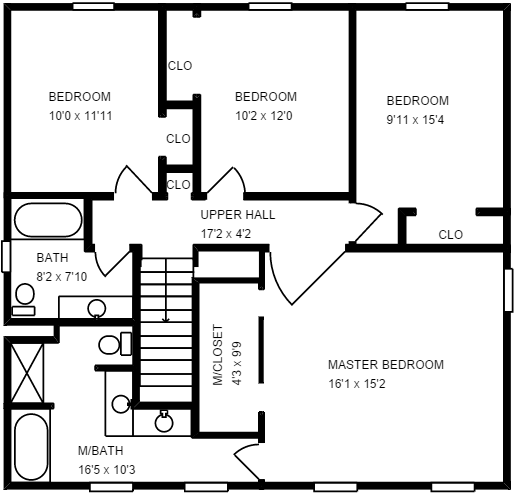 CLO
BEDROOM
10'0 x 11'11
BEDROOM
10'2 x 12'0
BEDROOM
9'11 x 15'4
CLO
CLO
UPPER HALL
17'2 x 4'2
CLO
BATH
8'2 x 7'10
M/CLOSET
4'3 x 9'9
MASTER BEDROOM
16'1 x 15'2
M/BATH
16'5 x 10'3